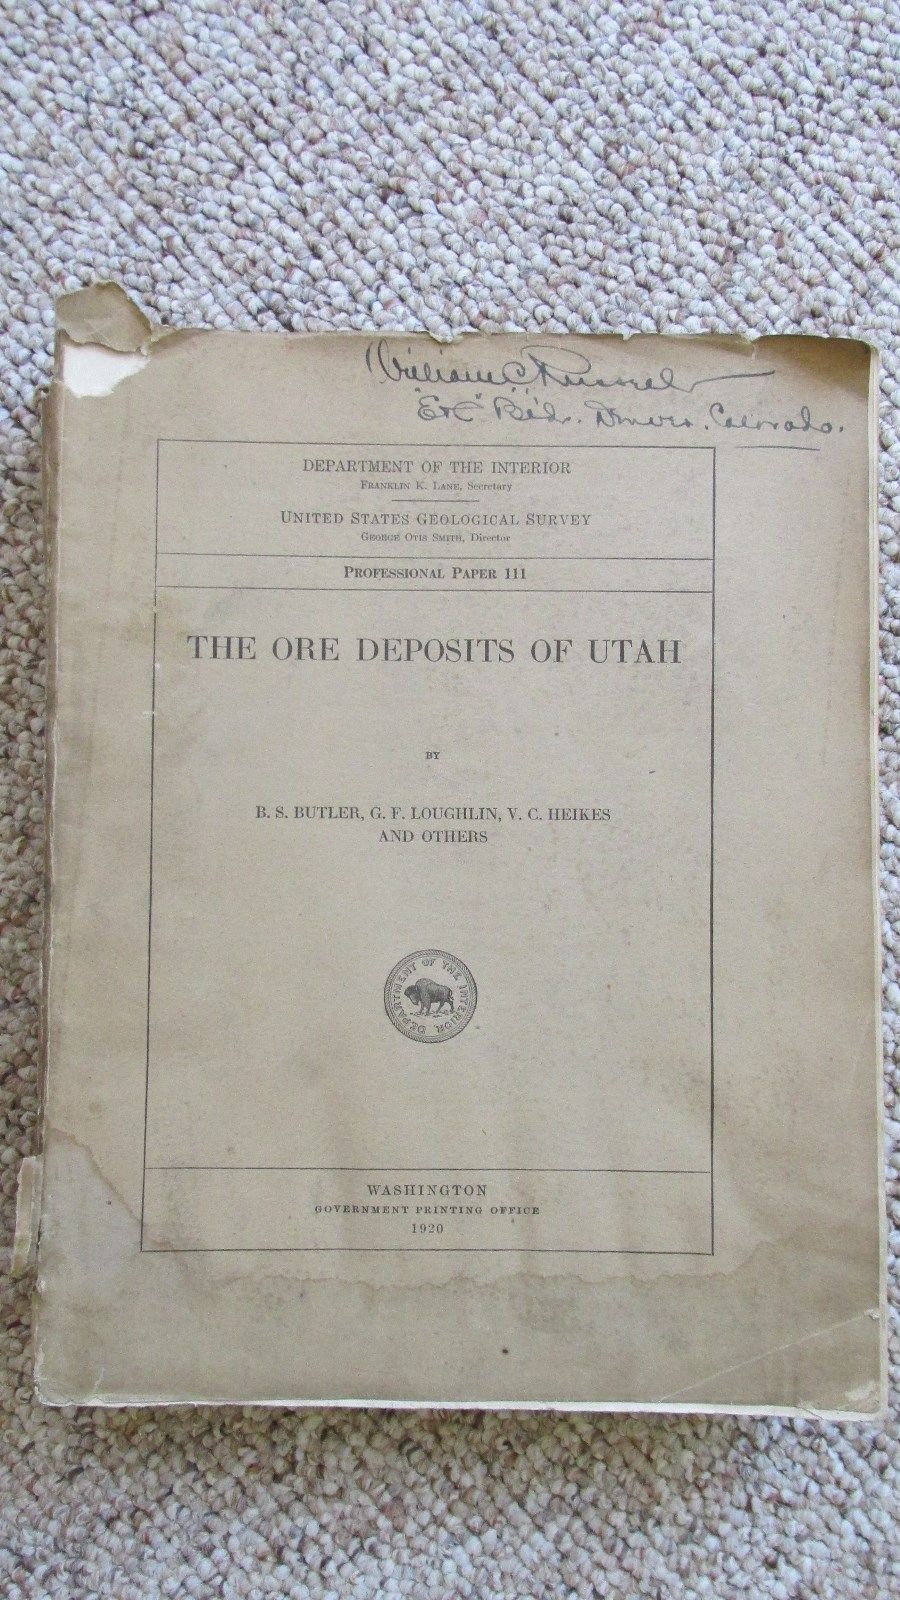 William C. Russell
"E & C" Bld. Denver. Colorado.
DEPARTMENT OF THE INTERIOR
FRANKLIN K. LANE, Secretary
UNITED STATES GEOLOGICAL SURVEY
GEORGE OTIS SMITH, Director
PROFESSIONAL PAPER 111
THE ORE DEPOSITS OF UTAH
BY
B. S. BUTLER, G. F. LOUGHLIN, V. C. HEIKES
AND OTHERS
DEPARTMENT OF THE INTERIOR
WASHINGTON
GOVERNMENT PRINTING OFFICE
1920